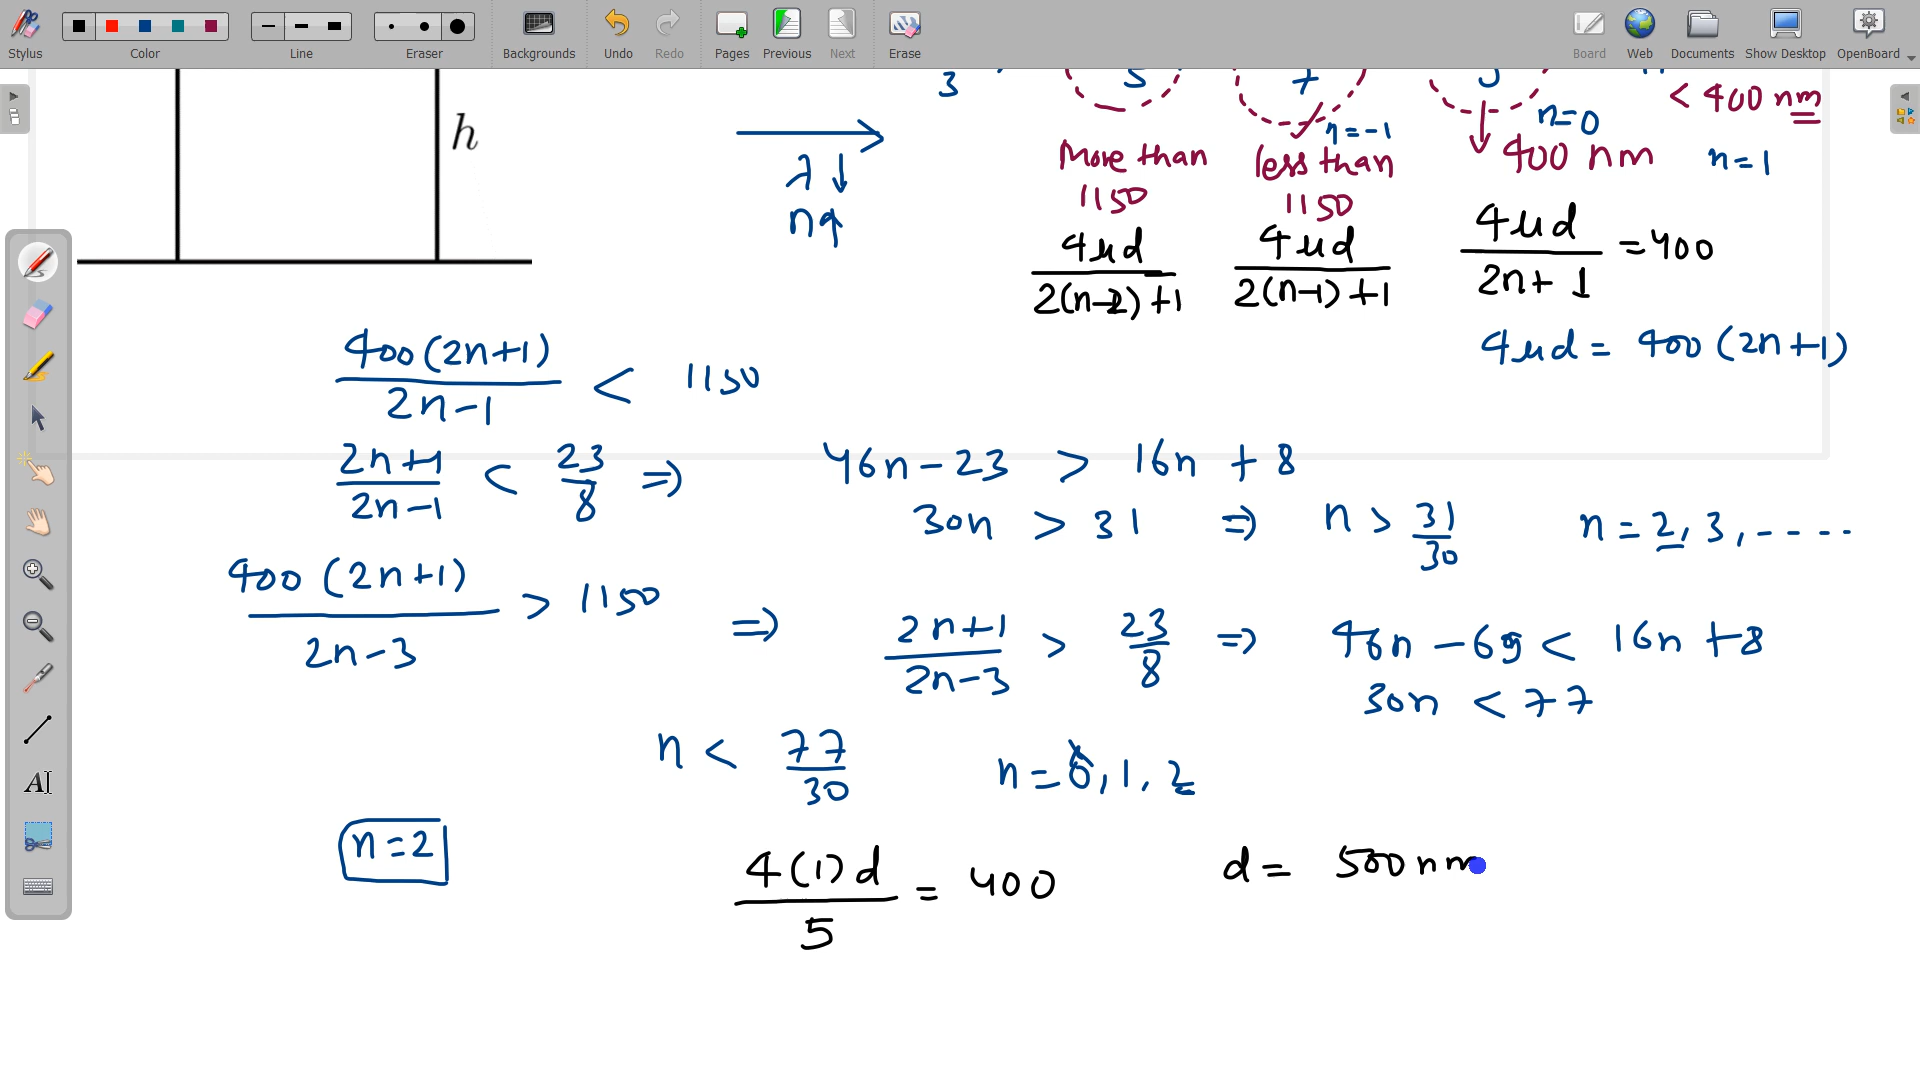 Stylus Color Line Eraser Backgrounds Undo Redo Pages Previous Next Erase Board Web Documents Show Desktop OpenBoard
h
3
5
7
λ↓
n↑
More than
1150
4μd
2(n-2)+1
n=-1
less than
1150
4μd
2(n-1)+1
n=0
400 nm
4μd = 400
2n+1
< 400 nm
n=1
4μd = 400(2n+1)
400(2n+1) < 1150
2n-1
2n+1 < 23 ⇒ 46n-23 > 16n + 8
2n-1 8
30n > 31 ⇒ n > 31 n = 2, 3, ----
30
400 (2n+1) > 1150
2n-3
⇒ 2n+1 > 23 ⇒ 46n - 69 < 16n + 8
2n-3 8
30n < 77
n < 77 n = 0, 1, 2
30
n=2
4(1)d = 400
5
d = 500 nm